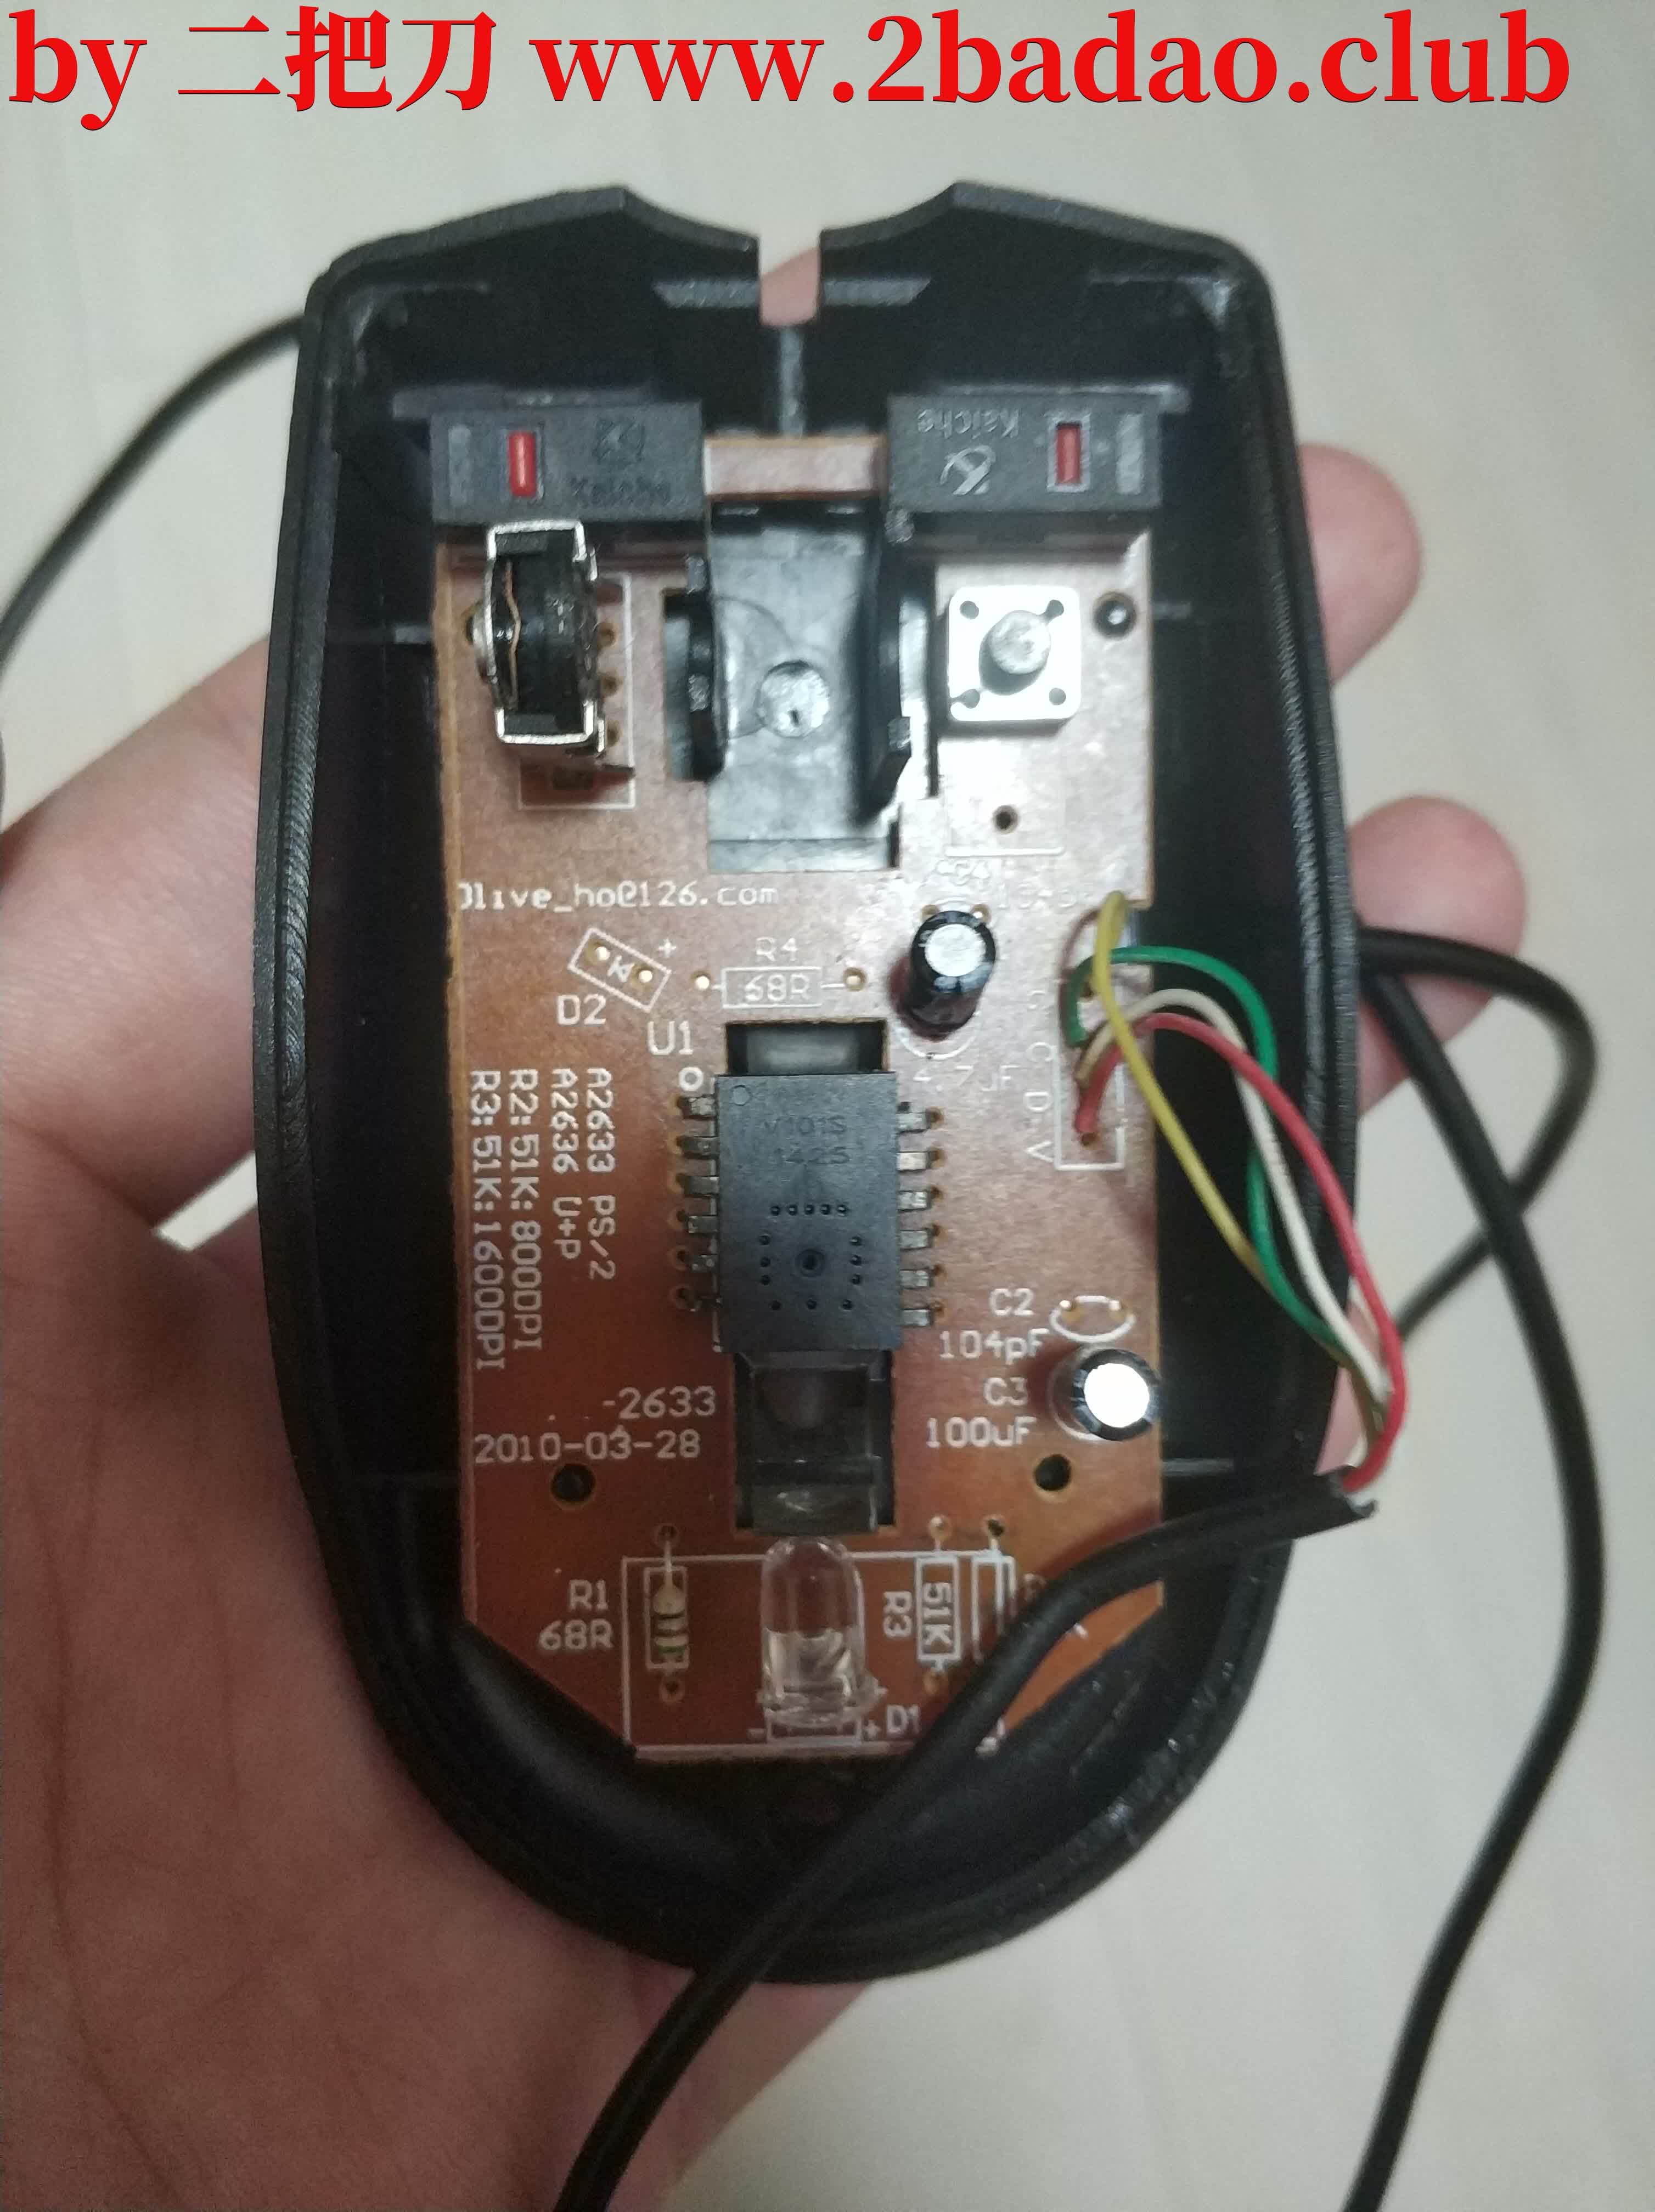 by 二把刀 www.2badao.club
Kaiche
Kaiche
Olive_ho@126.com
R4
68R
D2
U1
4.7uF
C
D
V
A2633 PS/2
A2636 U+P
R2:51K:800DPI
R3:51K:1600DPI
V101S
1425
C2
104pF
C3
100uF
-2633
2010-03-28
R1
68R
R3
51K
D1